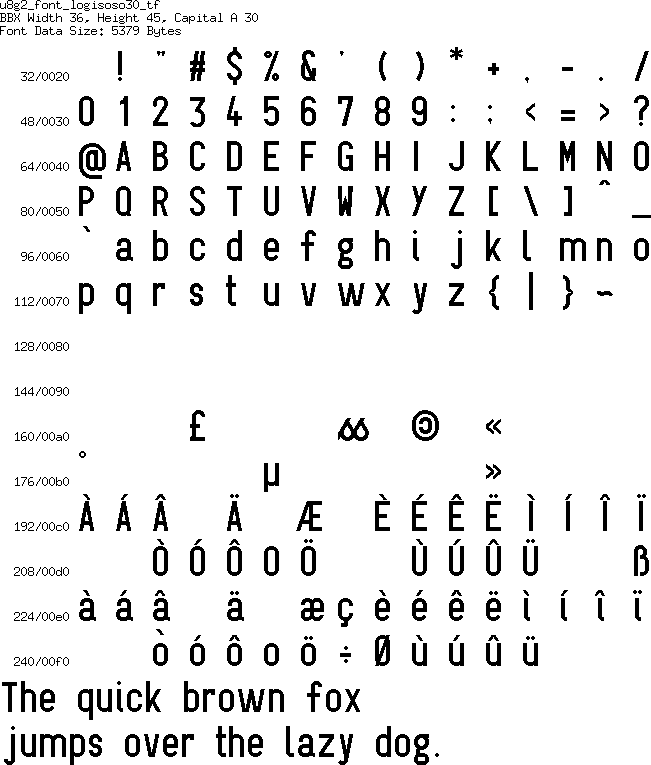 u8g2_font_logisoso30_tf
BBX Width 36, Height 45, Capital A 30
Font Data Size: 5379 Bytes
32/0020 ! " # $ % & ' ( ) * + , - . /
48/0030 0 1 2 3 4 5 6 7 8 9 : ; < = > ?
64/0040 @ A B C D E F G H I J K L M N O
80/0050 P Q R S T U V W X Y Z [ \ ] ^ _
96/0060 ` a b c d e f g h i j k l m n o
112/0070 p q r s t u v w x y z { | } ~
128/0080
144/0090
160/00a0 £ © «
176/00b0 ° µ »
192/00c0 À Á Â Ä Æ È É Ê Ë Ì Í Î Ï
208/00d0 Ò Ó Ô O Ö Ù Ú Û Ü ß
224/00e0 à á â ä æ ç è é ê ë ì í î ï
240/00f0 ò ó ô o ö ÷ Ø ù ú û ü
The quick brown fox
jumps over the lazy dog.